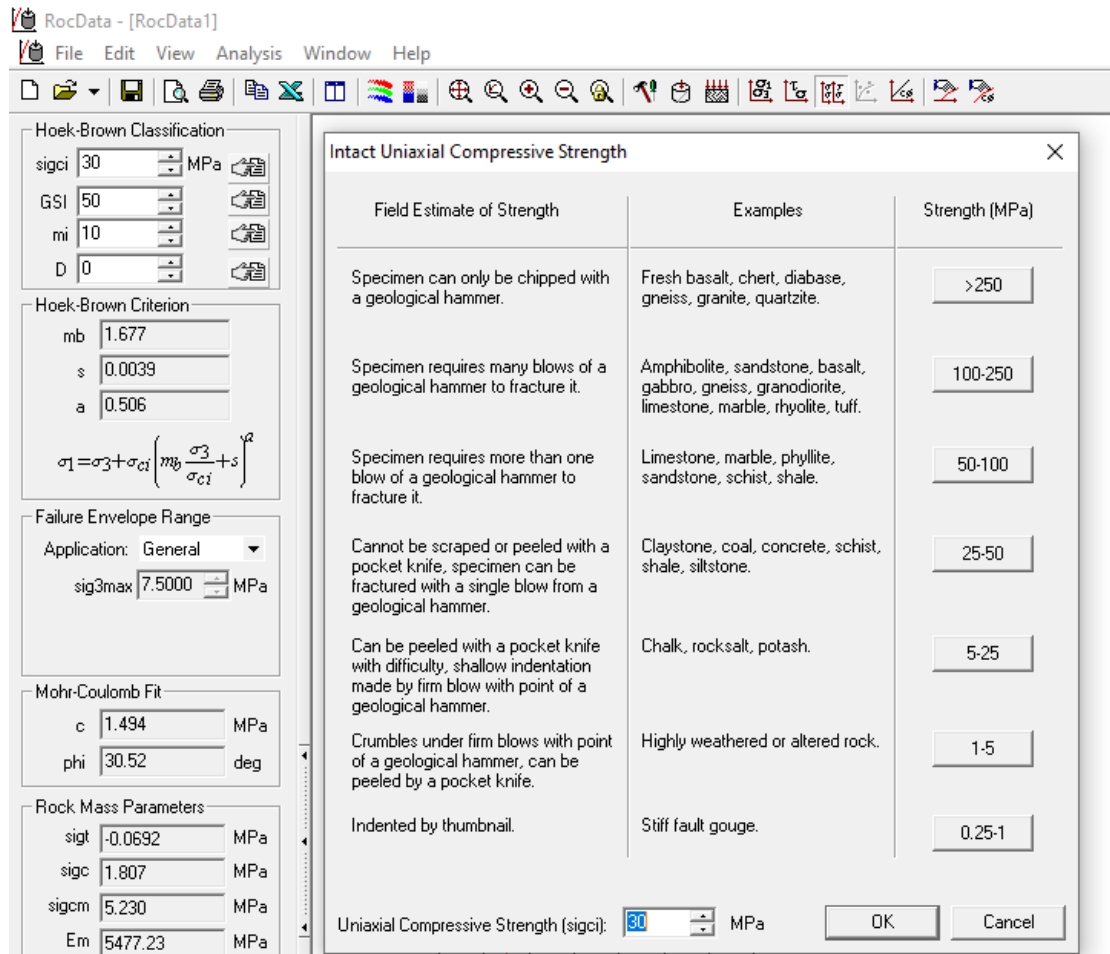 RocData - [RocData1]
File Edit View Analysis Window Help
Hoek-Brown Classification
sigci 30 MPa
GSI 50
mi 10
D 0
Hoek-Brown Criterion
mb 1.677
s 0.0039
a 0.506
σ1=σ3+σci(mb σ3/σci+s)^a
Failure Envelope Range
Application: General
sig3max 7.5000 MPa
Mohr-Coulomb Fit
c 1.494 MPa
phi 30.52 deg
Rock Mass Parameters
sigt -0.0692 MPa
sigc 1.807 MPa
sigcm 5.230 MPa
Em 5477.23 MPa
Intact Uniaxial Compressive Strength
Field Estimate of Strength Examples Strength (MPa)
Specimen can only be chipped with
a geological hammer.
Fresh basalt, chert, diabase,
gneiss, granite, quartzite.
>250
Specimen requires many blows of a
geological hammer to fracture it.
Amphibolite, sandstone, basalt,
gabbro, gneiss, granodiorite,
limestone, marble, rhyolite, tuff.
100-250
Specimen requires more than one
blow of a geological hammer to
fracture it.
Limestone, marble, phyllite,
sandstone, schist, shale.
50-100
Cannot be scraped or peeled with a
pocket knife, specimen can be
fractured with a single blow from a
geological hammer.
Claystone, coal, concrete, schist,
shale, siltstone.
25-50
Can be peeled with a pocket knife
with difficulty, shallow indentation
made by firm blow with point of a
geological hammer.
Chalk, rocksalt, potash.
5-25
Crumbles under firm blows with point
of a geological hammer, can be
peeled by a pocket knife.
Highly weathered or altered rock.
1-5
Indented by thumbnail.
Stiff fault gouge.
0.25-1
Uniaxial Compressive Strength (sigci): 30 MPa OK Cancel